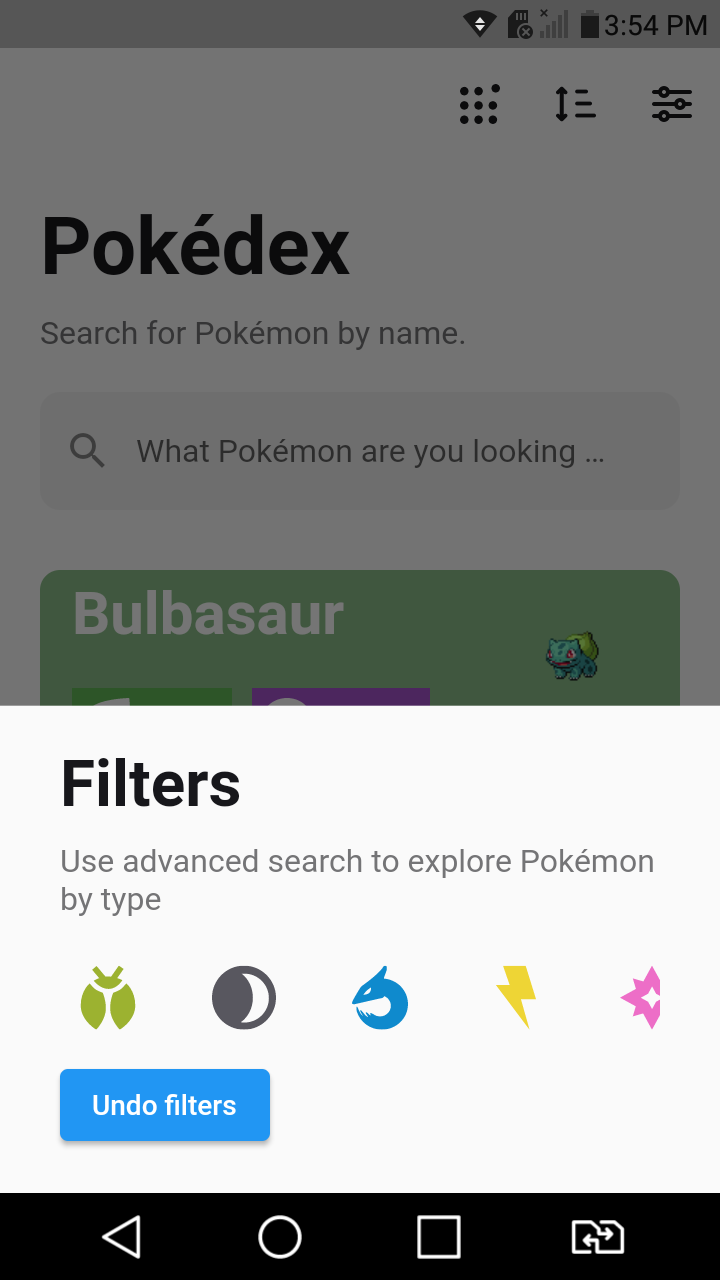 3:54 PM
Pokédex
Search for Pokémon by name.
What Pokémon are you looking …
Bulbasaur
Filters
Use advanced search to explore Pokémon
by type
Undo filters